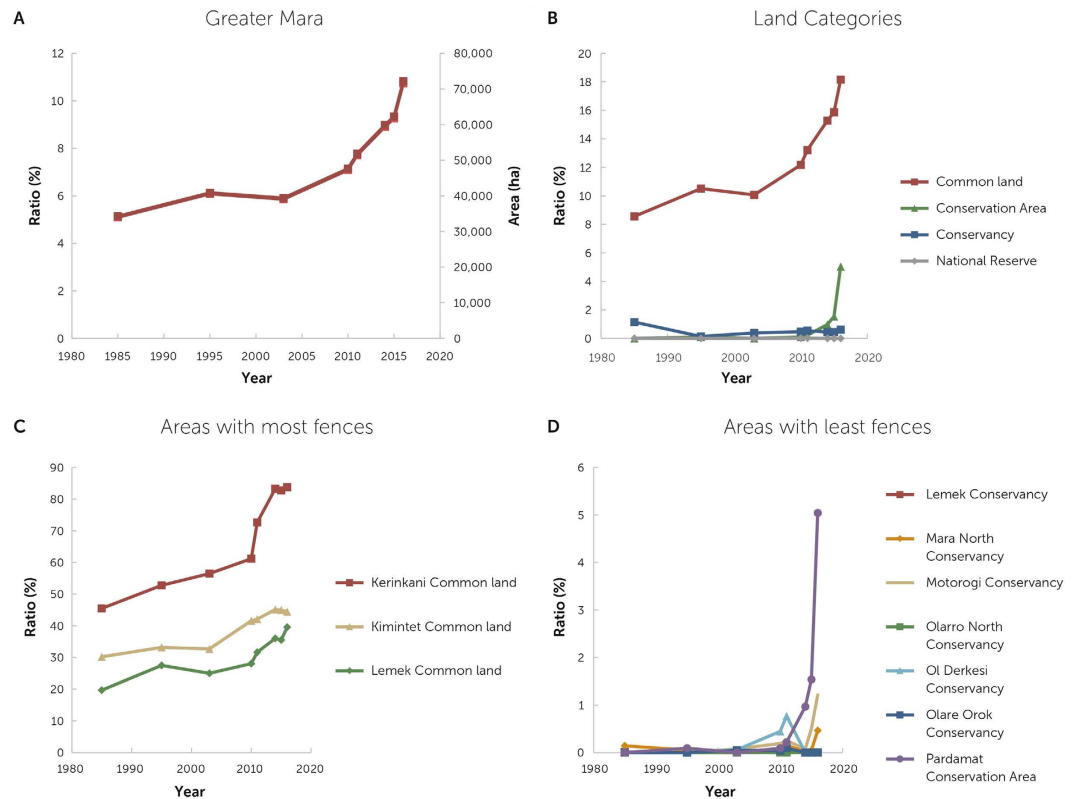 A
Greater Mara
12
10
8
6
4
2
0
Ratio (%)
80,000
70,000
60,000
50,000
40,000
30,000
20,000
10,000
0
Area (ha)
1980 1985 1990 1995 2000 2005 2010 2015 2020
Year
B
Land Categories
20
18
16
14
12
10
8
6
4
2
0
Ratio (%)
1980 1990 2000 2010 2020
Year
Common land
Conservation Area
Conservancy
National Reserve
C
Areas with most fences
90
80
70
60
50
40
30
20
10
0
Ratio (%)
1980 1990 2000 2010 2020
Year
Kerinkani Common land
Kimintet Common land
Lemek Common land
D
Areas with least fences
6
5
4
3
2
1
0
Ratio (%)
1980 1990 2000 2010 2020
Year
Lemek Conservancy
Mara North
Conservancy
Motorogi Conservancy
Olarro North
Conservancy
Ol Derkesi
Conservancy
Olare Orok
Conservancy
Pardamat
Conservation Area